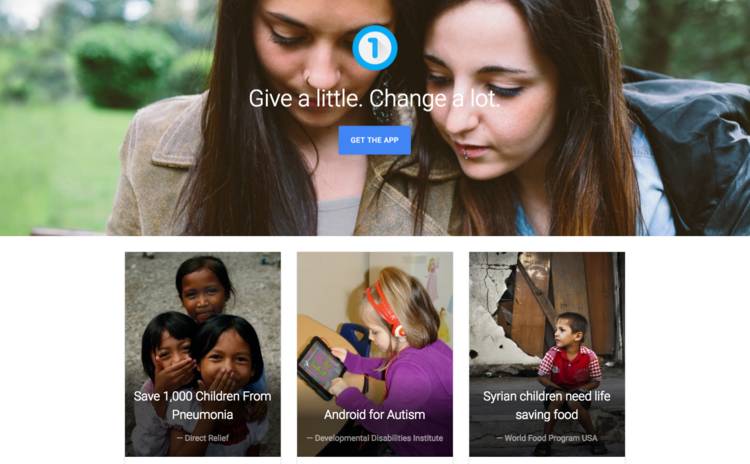 1
Give a little. Change a lot.
GET THE APP
Save 1,000 Children From
Pneumonia
— Direct Relief
Android for Autism
— Developmental Disabilities Institute
Syrian children need life
saving food
— World Food Program USA